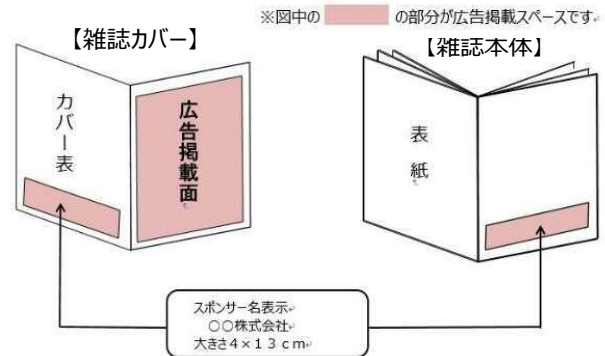 ※図中の　　　の部分が広告掲載スペースです。
【雑誌カバー】
【雑誌本体】
カバー表
広告掲載面
表紙
スポンサー名表示
〇〇株式会社
大きさ４×１３ｃｍ